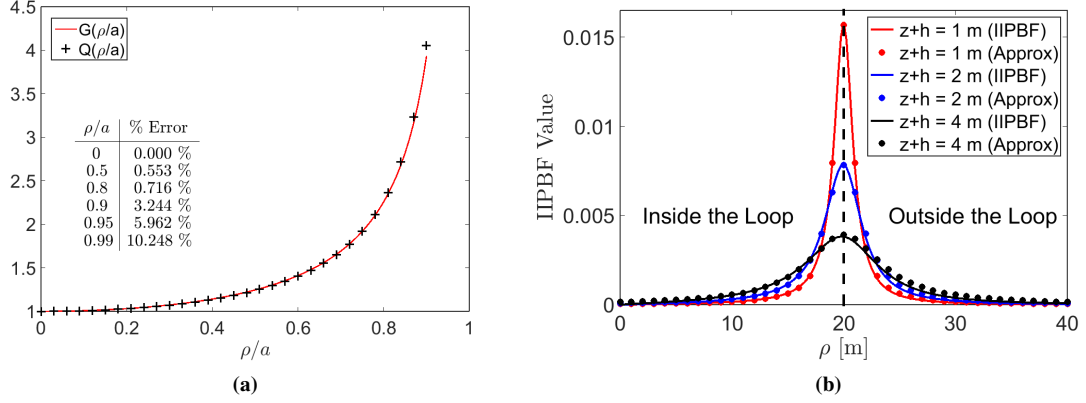 G(ρ/a)
Q(ρ/a)
4.5
4
3.5
3
2.5
2
1.5
1
ρ/a % Error
0 0.000 %
0.5 0.553 %
0.8 0.716 %
0.9 3.244 %
0.95 5.962 %
0.99 10.248 %
0 0.2 0.4 0.6 0.8 1
ρ/a
(a)
IIPBF Value
0.015
0.01
0.005
0
z+h = 1 m (IIPBF)
z+h = 1 m (Approx)
z+h = 2 m (IIPBF)
z+h = 2 m (Approx)
z+h = 4 m (IIPBF)
z+h = 4 m (Approx)
Inside the Loop
Outside the Loop
0 10 20 30 40
ρ [m]
(b)